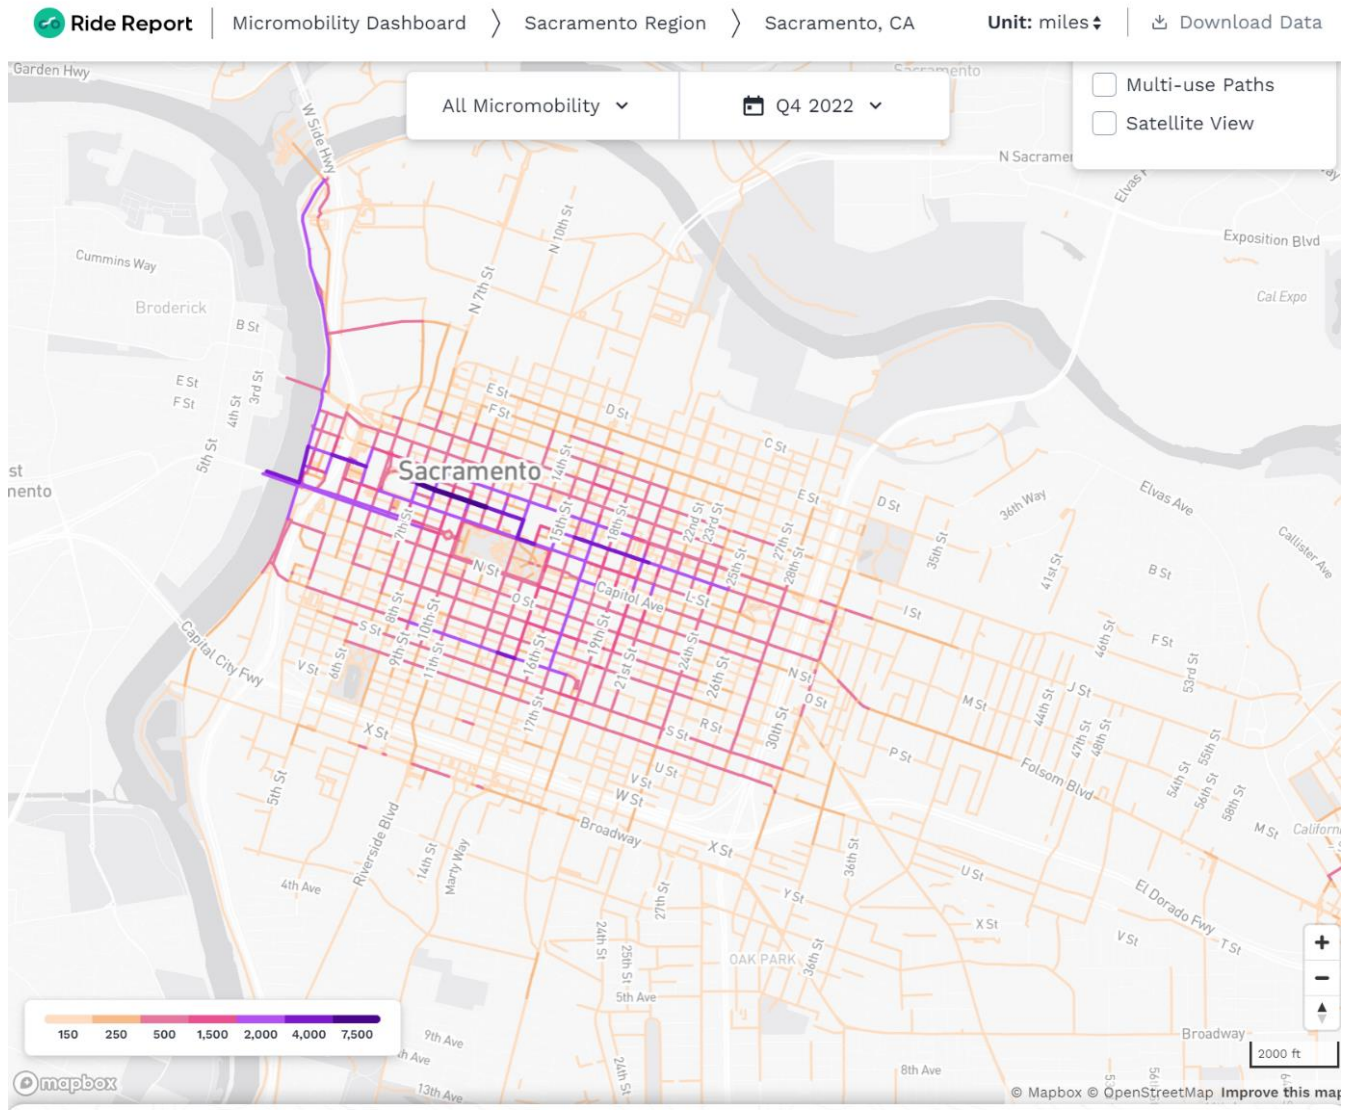 Ride Report
Micromobility Dashboard
Sacramento Region
Sacramento, CA
Unit: miles
Download Data
Garden Hwy
Sacramento
All Micromobility
Q4 2022
Multi-use Paths
Satellite View
W Side Hwy
N Sacramen
Elvas
N 10th St
Exposition Blvd
Cummins Way
N 7th St
Cal Expo
Broderick
B St
E St
F St
3rd St
4th St
5th St
E St
F St
D St
C St
st
mento
Sacramento
14th St
E St
D St
36th Way
Elvas Ave
7th St
15th St
18th St
22nd St
23rd St
27th St
28th St
25th St
35th St
41st St
Callister Ave
B St
N St
O St
Capitol Ave
L St
I St
F St
46th St
8th St
10th St
S St
9th St
11th St
16th St
19th St
21st St
24th St
26th St
Capital City Fwy
V St
6th St
N St
O St
M St
J St
53rd St
44th St
47th St
48th St
17th St
R St
S St
30th St
X St
P St
Folsom Blvd
55th St
54th St
56th St
58th St
5th St
U St
V St
W St
Broadway
X St
M St
Californ
Riverside Blvd
14th St
Marty Way
36th St
4th Ave
27th St
Y St
U St
El Dorado Fwy
T St
X St
V St
24th St
25th St
OAK PARK
36th St
5th Ave
150
250
500
1,500
2,000
4,000
7,500
9th Ave
th Ave
13th Ave
24th St
8th Ave
Broadway
2000 ft
mapbox
© Mapbox © OpenStreetMap Improve this map